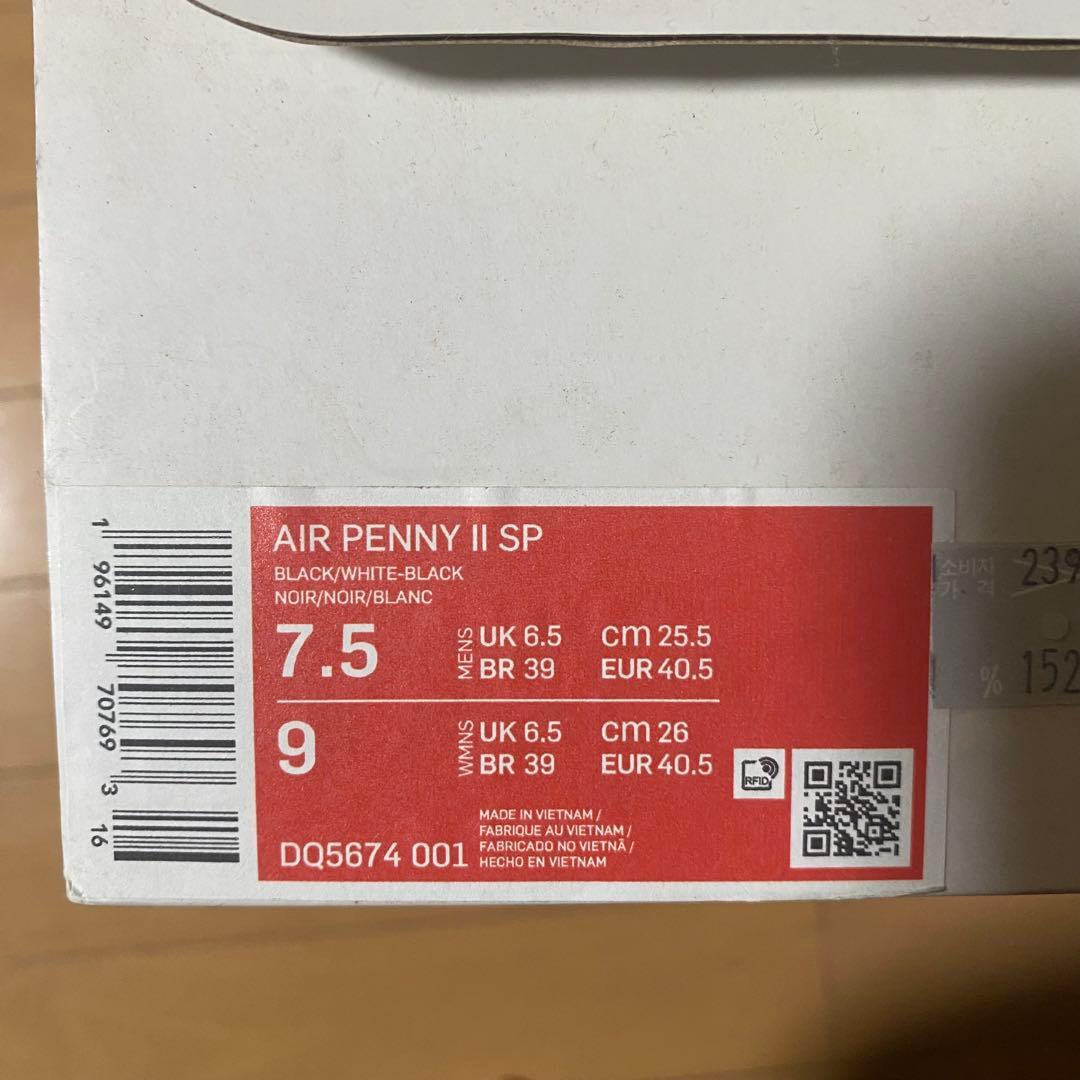 AIR PENNY II SP
BLACK/WHITE-BLACK
NOIR/NOIR/BLANC
7.5 MENS UK 6.5 cm 25.5
BR 39 EUR 40.5
9 WMNS UK 6.5 cm 26
BR 39 EUR 40.5
RFID
DQ5674 001
MADE IN VIETNAM /
FABRIQUE AU VIETNAM /
FABRICADO NO VIETNÃ /
HECHO EN VIETNAM
1 96149 70769 3 16
소비자 239
가 격
% 152